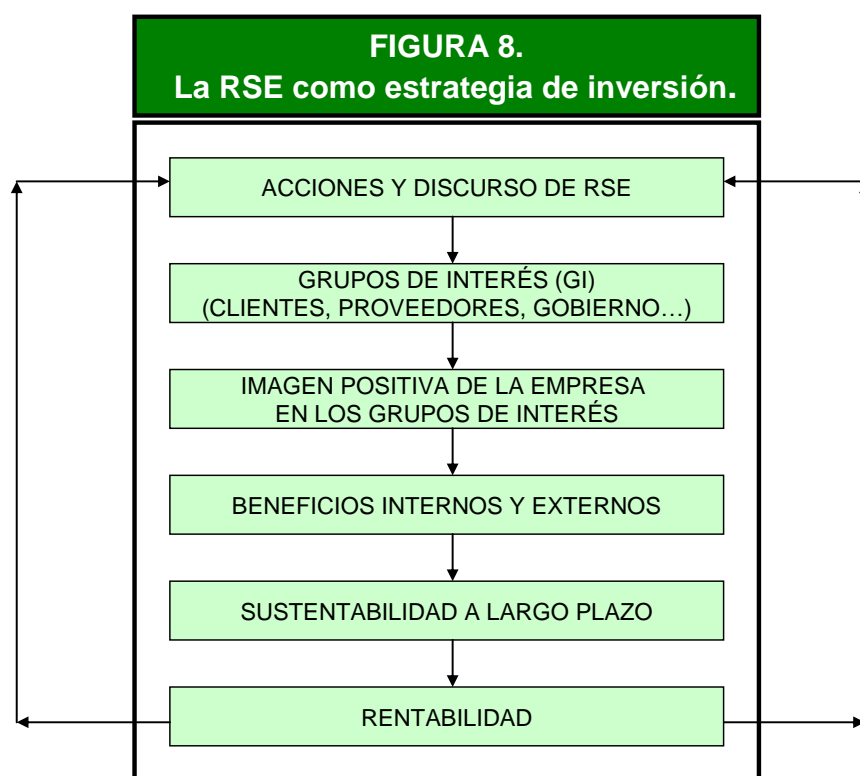 FIGURA 8.
La RSE como estrategia de inversión.
ACCIONES Y DISCURSO DE RSE
GRUPOS DE INTERÉS (GI)
(CLIENTES, PROVEEDORES, GOBIERNO…)
IMAGEN POSITIVA DE LA EMPRESA
EN LOS GRUPOS DE INTERÉS
BENEFICIOS INTERNOS Y EXTERNOS
SUSTENTABILIDAD A LARGO PLAZO
RENTABILIDAD